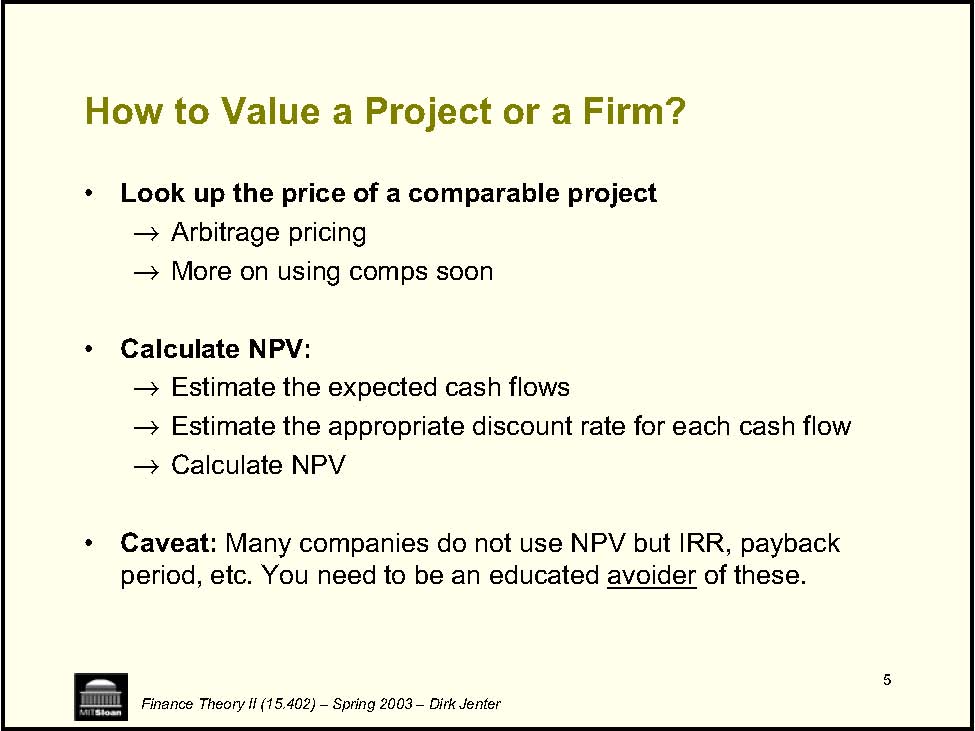 How to Value a Project or a Firm?
• Look up the price of a comparable project
→ Arbitrage pricing
→ More on using comps soon
• Calculate NPV:
→ Estimate the expected cash flows
→ Estimate the appropriate discount rate for each cash flow
→ Calculate NPV
• Caveat: Many companies do not use NPV but IRR, payback
period, etc. You need to be an educated avoider of these.
5
MITSloan
Finance Theory II (15.402) – Spring 2003 – Dirk Jenter